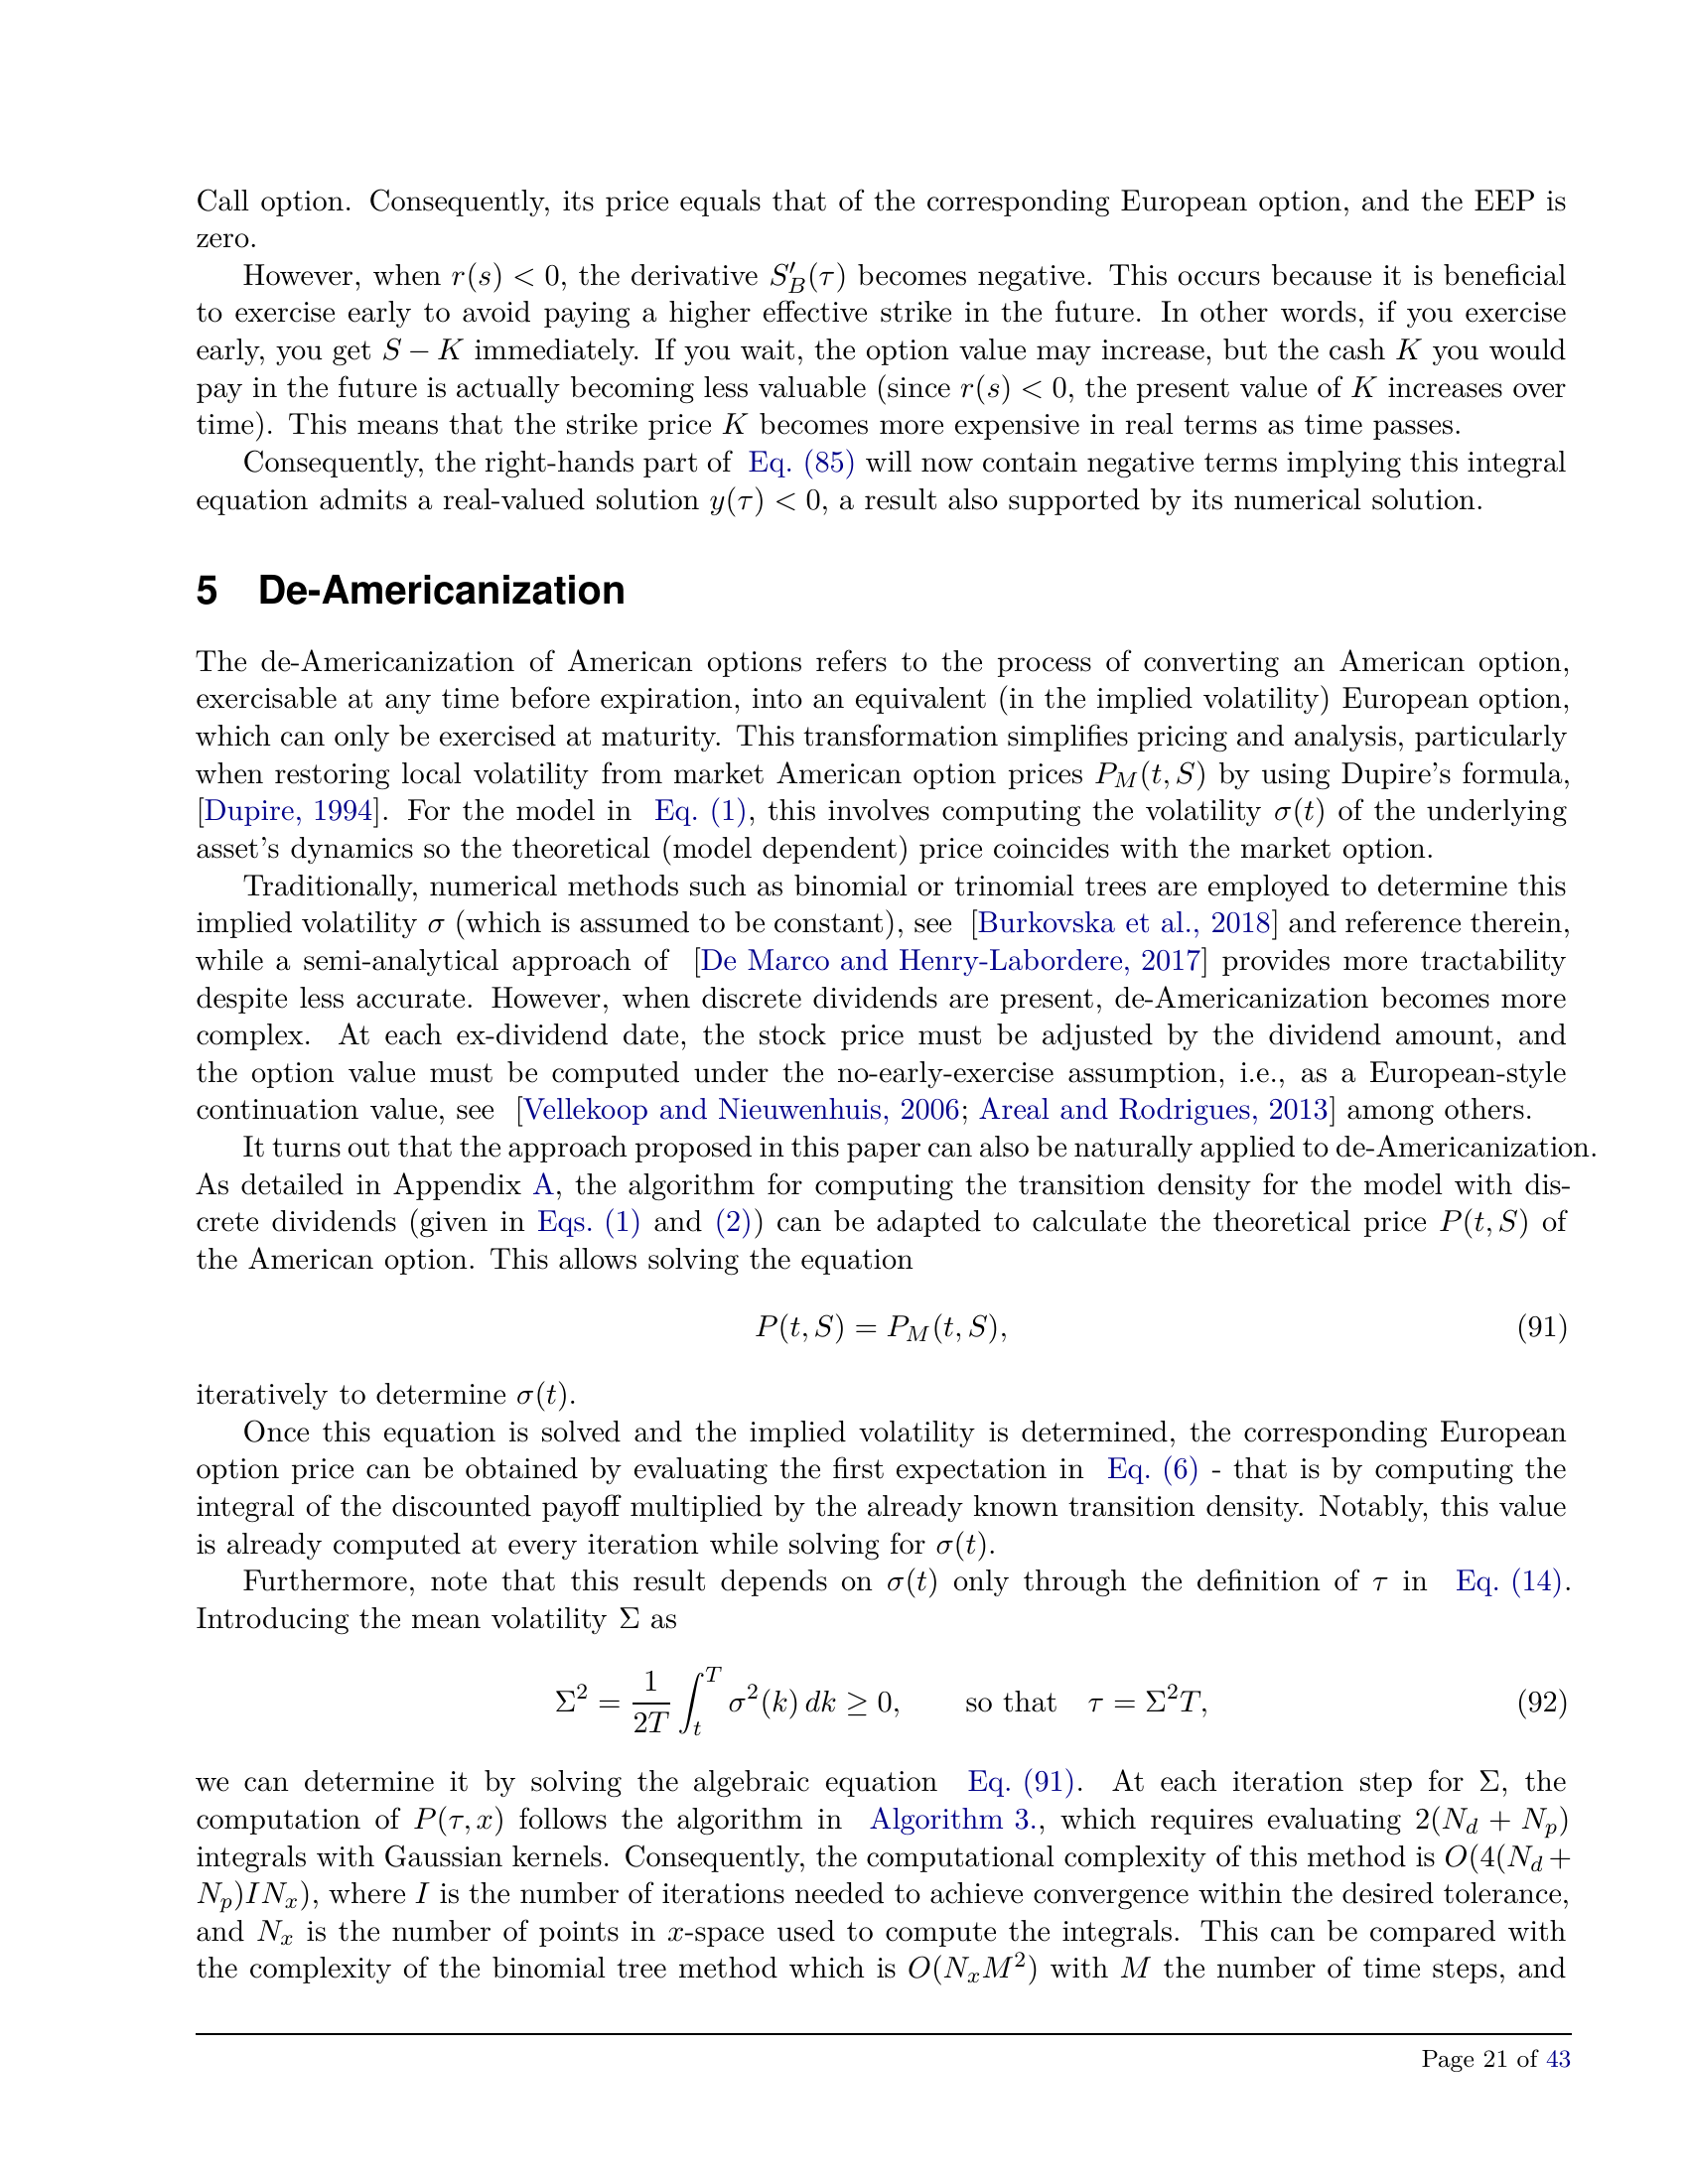 Call option. Consequently, its price equals that of the corresponding European option, and the EEP is
zero.
However, when r(s) < 0, the derivative S′_B(τ) becomes negative. This occurs because it is beneficial
to exercise early to avoid paying a higher effective strike in the future. In other words, if you exercise
early, you get S − K immediately. If you wait, the option value may increase, but the cash K you would
pay in the future is actually becoming less valuable (since r(s) < 0, the present value of K increases over
time). This means that the strike price K becomes more expensive in real terms as time passes.
Consequently, the right-hands part of Eq. (85) will now contain negative terms implying this integral
equation admits a real-valued solution y(τ) < 0, a result also supported by its numerical solution.
5 De-Americanization
The de-Americanization of American options refers to the process of converting an American option,
exercisable at any time before expiration, into an equivalent (in the implied volatility) European option,
which can only be exercised at maturity. This transformation simplifies pricing and analysis, particularly
when restoring local volatility from market American option prices P_M(t, S) by using Dupire's formula,
[Dupire, 1994]. For the model in Eq. (1), this involves computing the volatility σ(t) of the underlying
asset's dynamics so the theoretical (model dependent) price coincides with the market option.
Traditionally, numerical methods such as binomial or trinomial trees are employed to determine this
implied volatility σ (which is assumed to be constant), see [Burkovska et al., 2018] and reference therein,
while a semi-analytical approach of [De Marco and Henry-Labordere, 2017] provides more tractability
despite less accurate. However, when discrete dividends are present, de-Americanization becomes more
complex. At each ex-dividend date, the stock price must be adjusted by the dividend amount, and
the option value must be computed under the no-early-exercise assumption, i.e., as a European-style
continuation value, see [Vellekoop and Nieuwenhuis, 2006; Areal and Rodrigues, 2013] among others.
It turns out that the approach proposed in this paper can also be naturally applied to de-Americanization.
As detailed in Appendix A, the algorithm for computing the transition density for the model with dis-
crete dividends (given in Eqs. (1) and (2)) can be adapted to calculate the theoretical price P(t, S) of
the American option. This allows solving the equation
P(t, S) = P_M(t, S), (91)
iteratively to determine σ(t).
Once this equation is solved and the implied volatility is determined, the corresponding European
option price can be obtained by evaluating the first expectation in Eq. (6) - that is by computing the
integral of the discounted payoff multiplied by the already known transition density. Notably, this value
is already computed at every iteration while solving for σ(t).
Furthermore, note that this result depends on σ(t) only through the definition of τ in Eq. (14).
Introducing the mean volatility Σ as
Σ² = 1/(2T) ∫_t^T σ²(k) dk ≥ 0, so that τ = Σ²T, (92)
we can determine it by solving the algebraic equation Eq. (91). At each iteration step for Σ, the
computation of P(τ, x) follows the algorithm in Algorithm 3., which requires evaluating 2(N_d + N_p)
integrals with Gaussian kernels. Consequently, the computational complexity of this method is O(4(N_d +
N_p)IN_x), where I is the number of iterations needed to achieve convergence within the desired tolerance,
and N_x is the number of points in x-space used to compute the integrals. This can be compared with
the complexity of the binomial tree method which is O(N_xM²) with M the number of time steps, and
Page 21 of 43